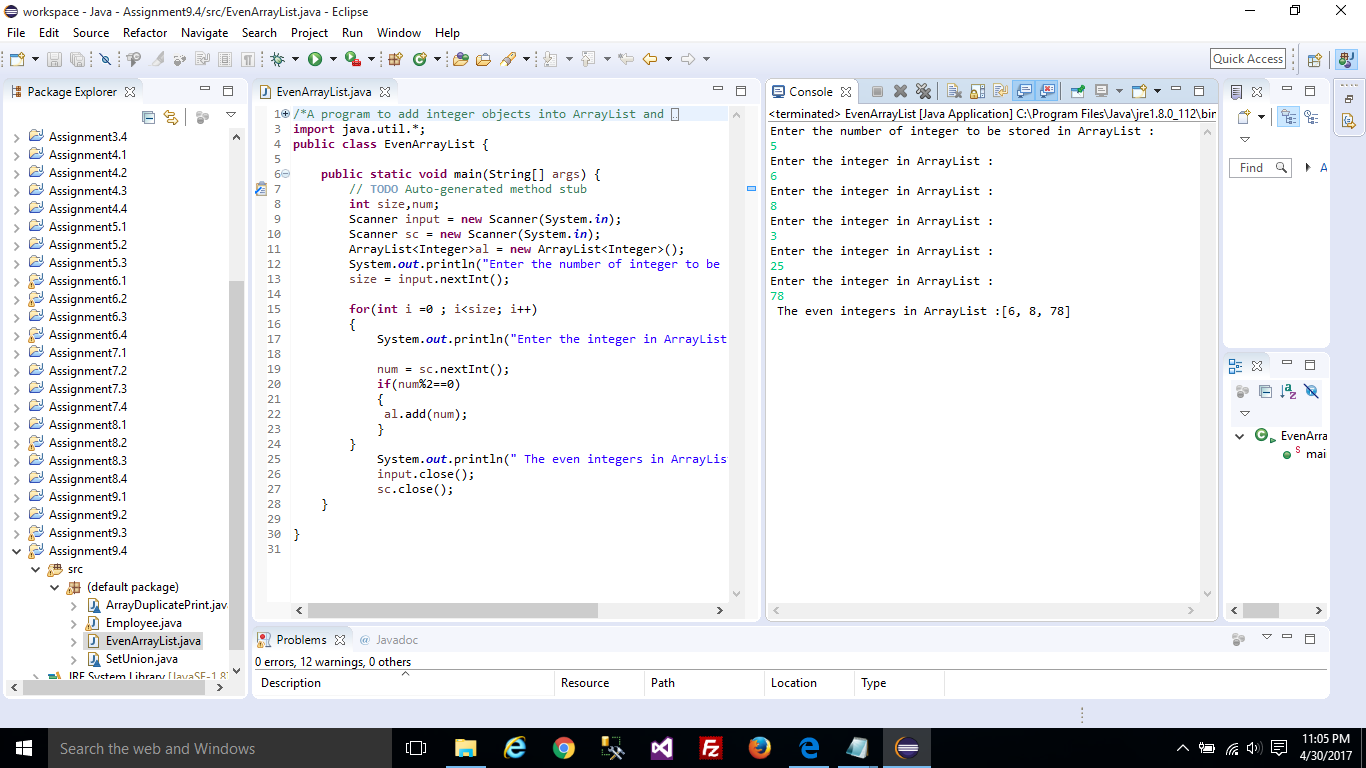 workspace - Java - Assignment9.4/src/EvenArrayList.java - Eclipse
File Edit Source Refactor Navigate Search Project Run Window Help
Quick Access
Package Explorer
Assignment3.4
Assignment4.1
Assignment4.2
Assignment4.3
Assignment4.4
Assignment5.1
Assignment5.2
Assignment5.3
Assignment6.1
Assignment6.2
Assignment6.3
Assignment6.4
Assignment7.1
Assignment7.2
Assignment7.3
Assignment7.4
Assignment8.1
Assignment8.2
Assignment8.3
Assignment8.4
Assignment9.1
Assignment9.2
Assignment9.3
Assignment9.4
src
(default package)
ArrayDuplicatePrint.jav
Employee.java
EvenArrayList.java
SetUnion.java
JRE System Library [JavaSE-1.8
EvenArrayList.java
1 /*A program to add integer objects into ArrayList and
3 import java.util.*;
4 public class EvenArrayList {
5
6 public static void main(String[] args) {
7 // TODO Auto-generated method stub
8 int size,num;
9 Scanner input = new Scanner(System.in);
10 Scanner sc = new Scanner(System.in);
11 ArrayList<Integer>al = new ArrayList<Integer>();
12 System.out.println("Enter the number of integer to be
13 size = input.nextInt();
14
15 for(int i =0 ; i<size; i++)
16 {
17 System.out.println("Enter the integer in ArrayList
18
19 num = sc.nextInt();
20 if(num%2==0)
21 {
22 al.add(num);
23 }
24 }
25 System.out.println(" The even integers in ArrayLis
26 input.close();
27 sc.close();
28 }
29
30 }
31
Console
<terminated> EvenArrayList [Java Application] C:\Program Files\Java\jre1.8.0_112\bin
Enter the number of integer to be stored in ArrayList :
5
Enter the integer in ArrayList :
6
Enter the integer in ArrayList :
8
Enter the integer in ArrayList :
3
Enter the integer in ArrayList :
25
Enter the integer in ArrayList :
78
The even integers in ArrayList :[6, 8, 78]
Find A
EvenArra
mai
Problems @ Javadoc
0 errors, 12 warnings, 0 others
Description Resource Path Location Type
Search the web and Windows
11:05 PM
4/30/2017